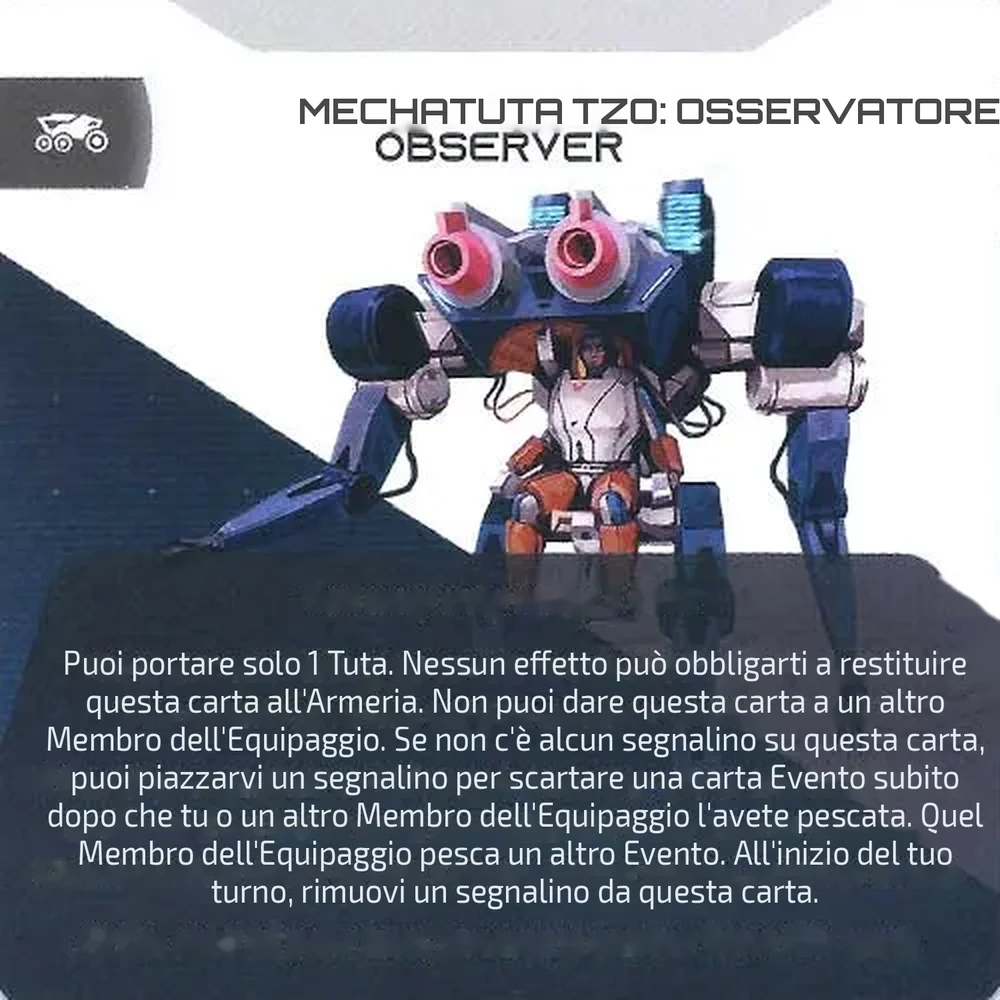 MECHATUTA TZO: OSSERVATORE
OBSERVER
Puoi portare solo 1 Tuta. Nessun effetto può obbligarti a restituire
questa carta all'Armeria. Non puoi dare questa carta a un altro
Membro dell'Equipaggio. Se non c'è alcun segnalino su questa carta,
puoi piazzarvi un segnalino per scartare una carta Evento subito
dopo che tu o un altro Membro dell'Equipaggio l'avete pescata. Quel
Membro dell'Equipaggio pesca un altro Evento. All'inizio del tuo
turno, rimuovi un segnalino da questa carta.